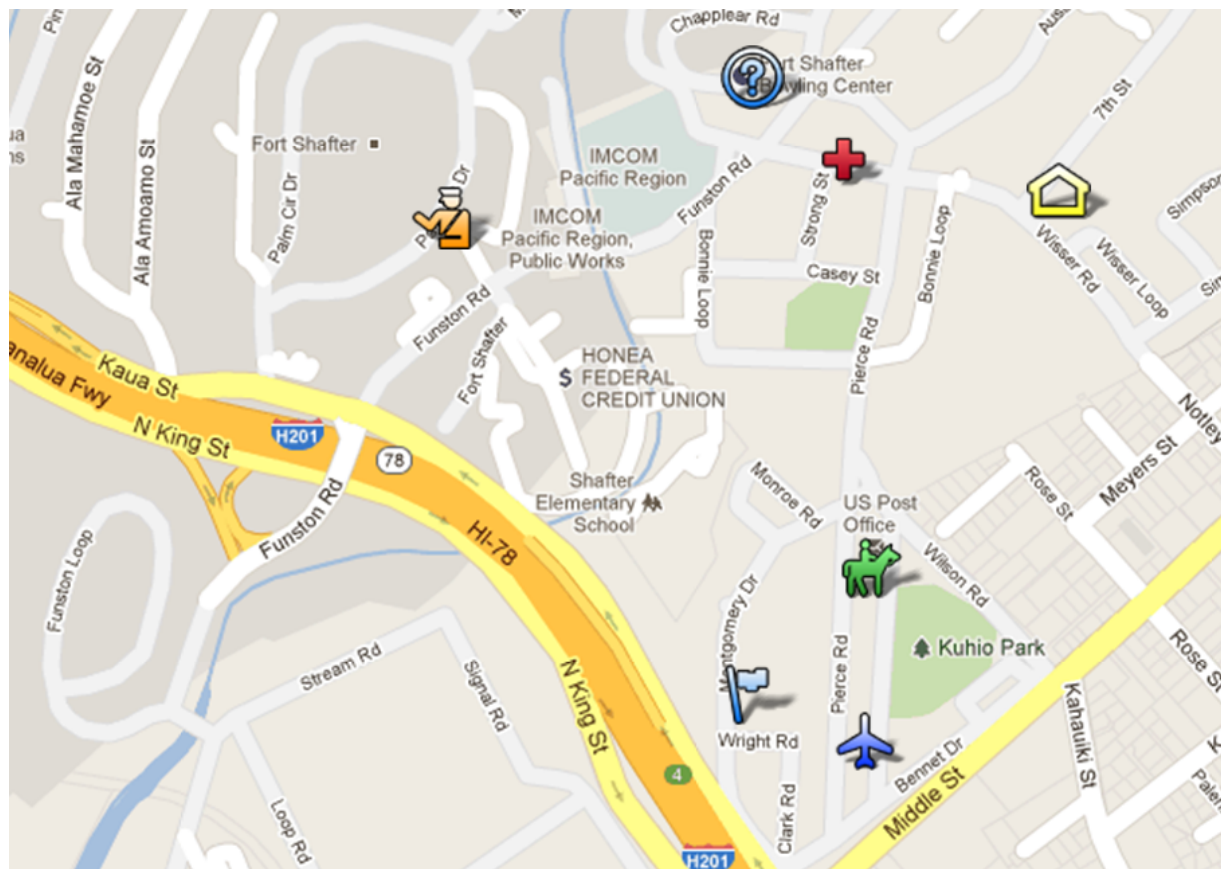 Chapplear Rd
Fort Shafter
Bowling Center
7th St
Ala Mahamoe St
Ala Amoamo St
Fort Shafter
Palm Cir Dr
Dr
IMCOM
Pacific Region
IMCOM
Pacific Region,
Public Works
Funston Rd
Strong St
Bonnie Loop
Casey St
Bonnie Loop
Wisser Rd
Wisser Loop
Simpson
Funston Rd
Fort Shafter
Pierce Rd
$
HONEA
FEDERAL
CREDIT UNION
Kaua St
analua Fwy
N King St
H201
78
Notley
Meyers St
Rose St
Shafter
Elementary
School
Monroe Rd
US Post
Office
Wilson Rd
Funston Rd
HI-78
Funston Loop
Montgomery Dr
Pierce Rd
Kuhio Park
Rose St
Stream Rd
Signal Rd
N King St
Wright Rd
Kahauiki St
Bennet Dr
Middle St
4
Clark Rd
Loop Rd
H201